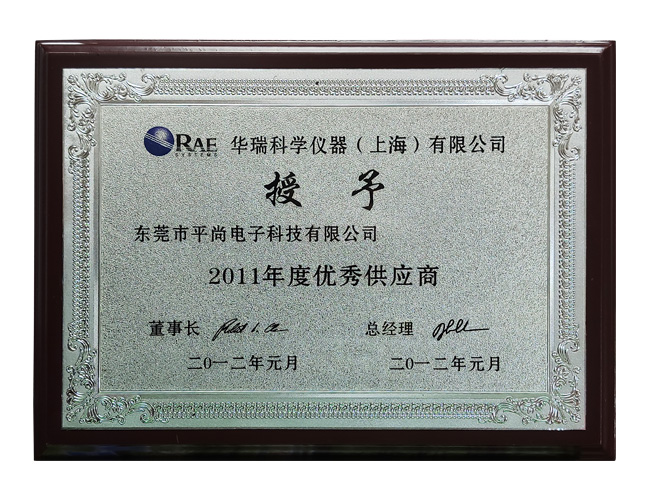 RAE SYSTEMS 华瑞科学仪器（上海）有限公司
授 予
东莞市平尚电子科技有限公司
2011年度优秀供应商
董事长 总经理
二〇一二年元月 二〇一二年元月